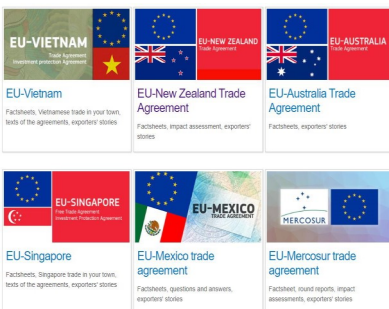 EU-VIETNAM
Trade Agreement
Investment protection Agreement
EU-NEW ZEALAND
Trade Agreement
EU-AUSTRALIA
Trade Agreement
EU-Vietnam
Factsheets, Vietnamese trade in your town,
texts of the agreements, exporters' stories
EU-New Zealand Trade
Agreement
Factsheets, impact assessment, exporters'
stories
EU-Australia Trade
Agreement
Factsheets, exporters' stories
EU-SINGAPORE
Free Trade Agreement
Investment Protection Agreement
EU-MEXICO
TRADE AGREEMENT
MERCOSUR
EU-Singapore
Factsheets, Singapore trade in your town,
texts of the agreements, exporters' stories
EU-Mexico trade
agreement
Factsheets, questions and answers,
exporters' stories
EU-Mercosur trade
agreement
Factsheet, round reports, impact
assessments, exporters' stories